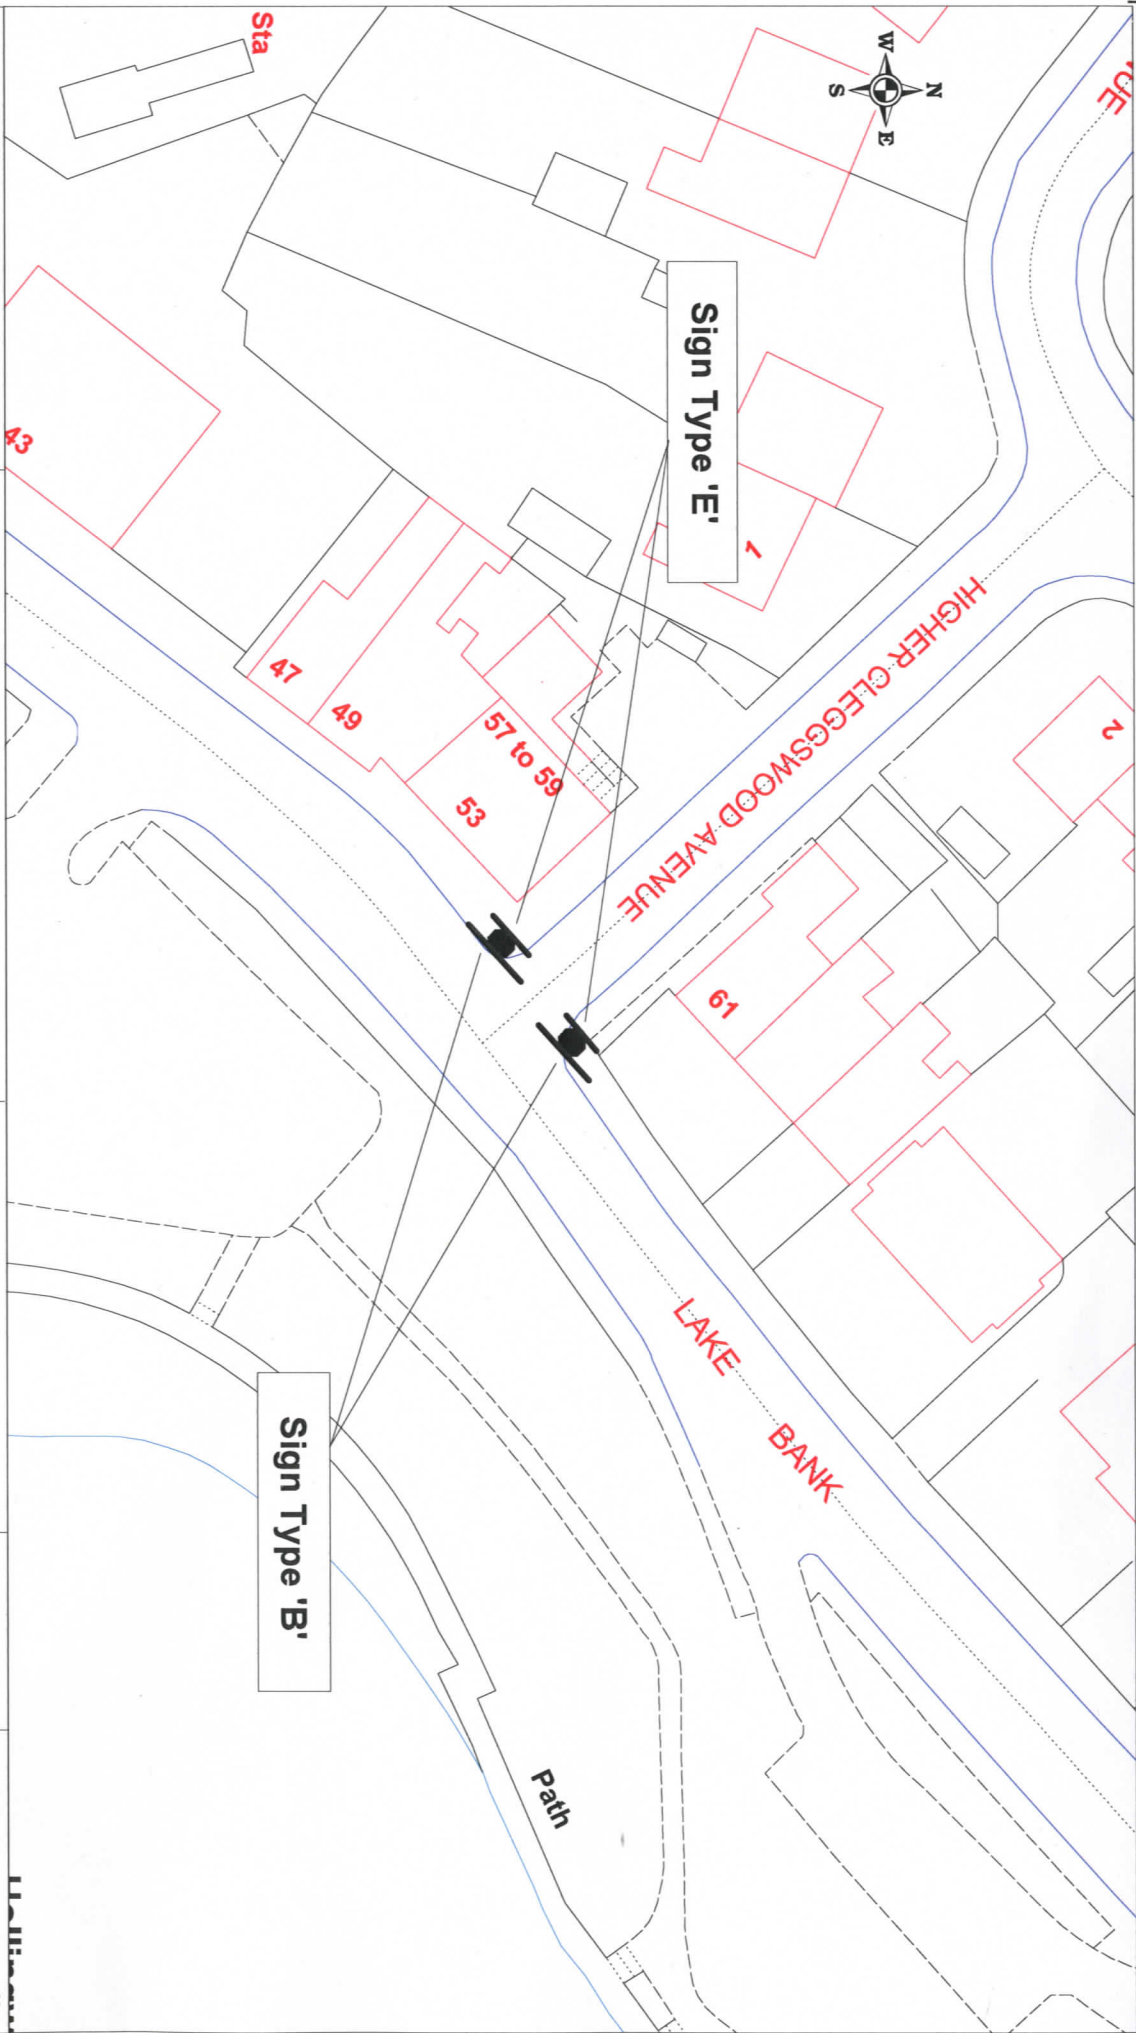 Sta
W
N
S
E
Sign Type 'E'
1
43
47
49
57 to 59
53
HIGHER CLEGGSWOOD AVENUE
2
61
LAKE
BANK
Sign Type 'B'
Path